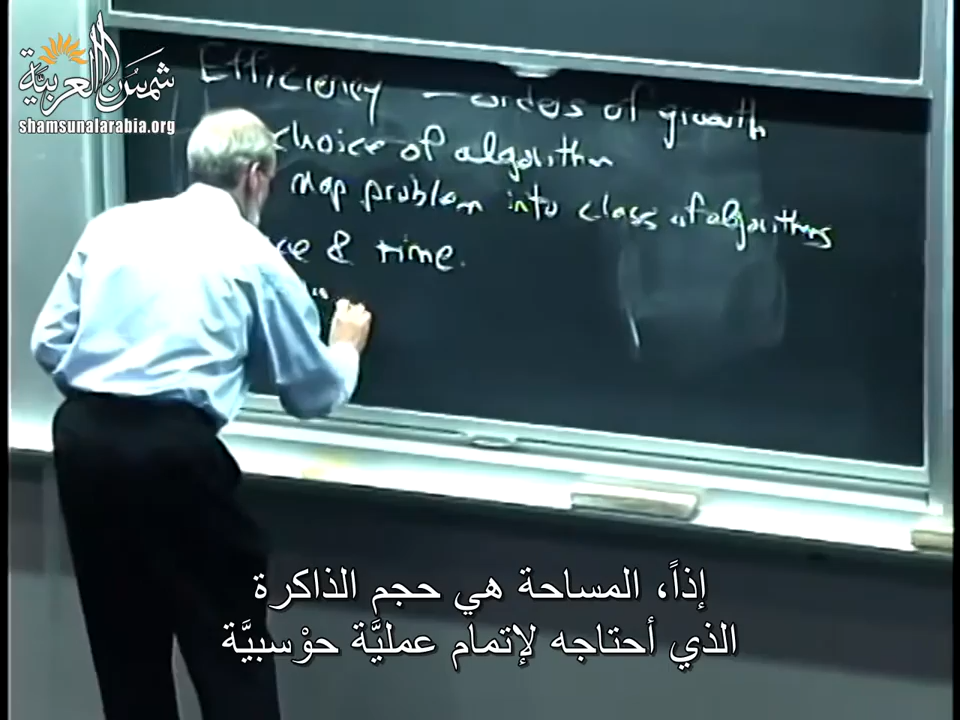 شمس العربية
shamsunalarabia.org
Efficiency – orders of growth
choice of algorithm
Map problem into class of algorithms
& time.
إذاً، المساحة هي حجم الذاكرة
الذي أحتاجه لإتمام عمليَّة حوْسبيَّة